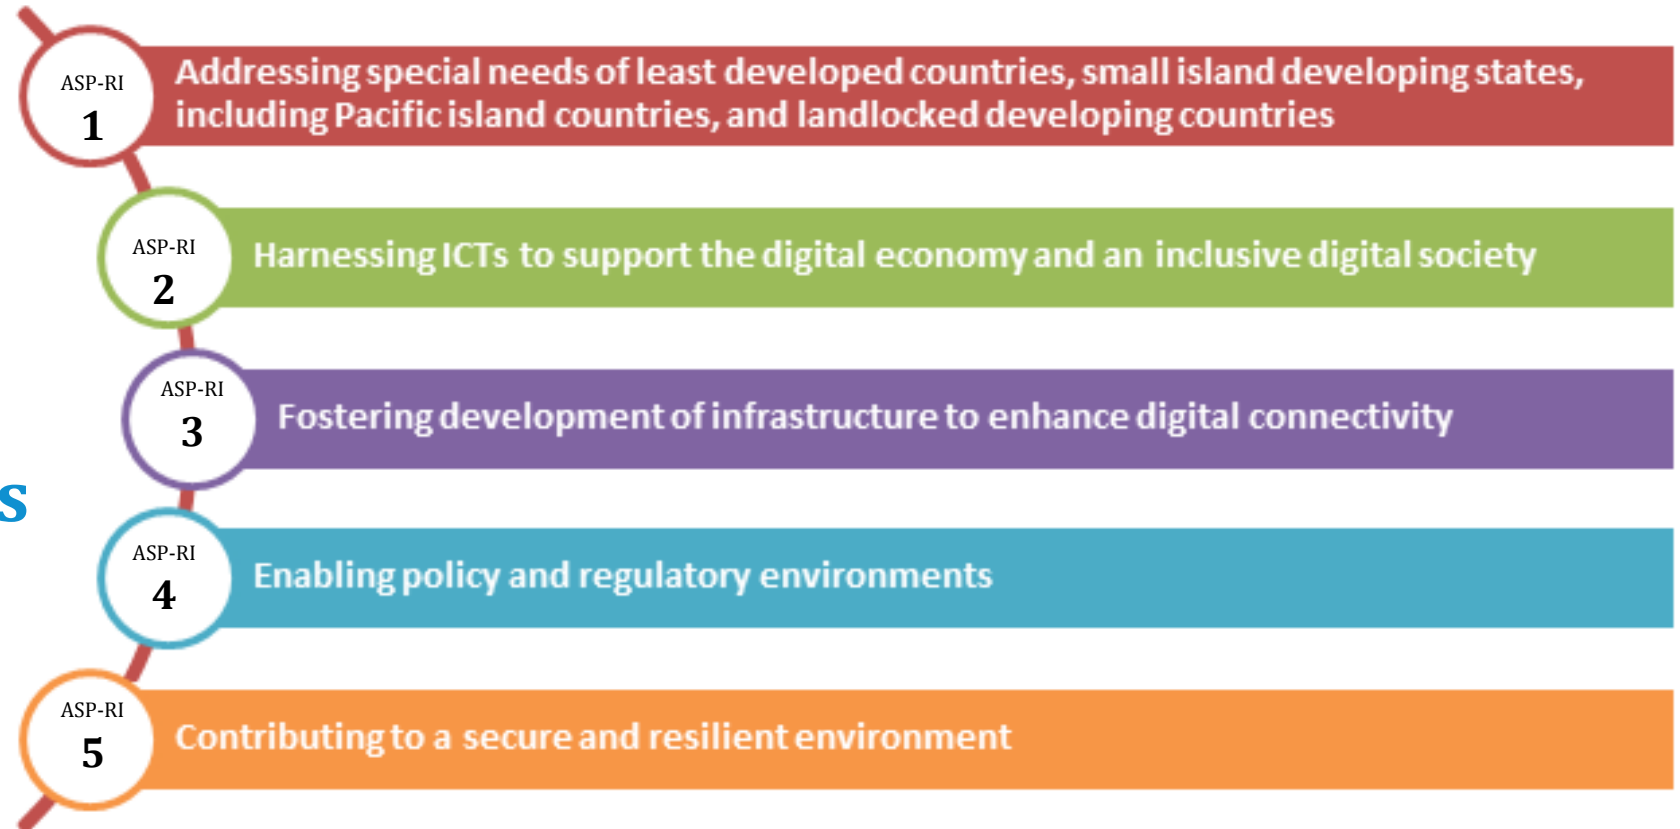 ASP-RI
1
Addressing special needs of least developed countries, small island developing states,
including Pacific island countries, and landlocked developing countries
ASP-RI
2
Harnessing ICTs to support the digital economy and an inclusive digital society
ASP-RI
3
Fostering development of infrastructure to enhance digital connectivity
s
ASP-RI
4
Enabling policy and regulatory environments
ASP-RI
5
Contributing to a secure and resilient environment